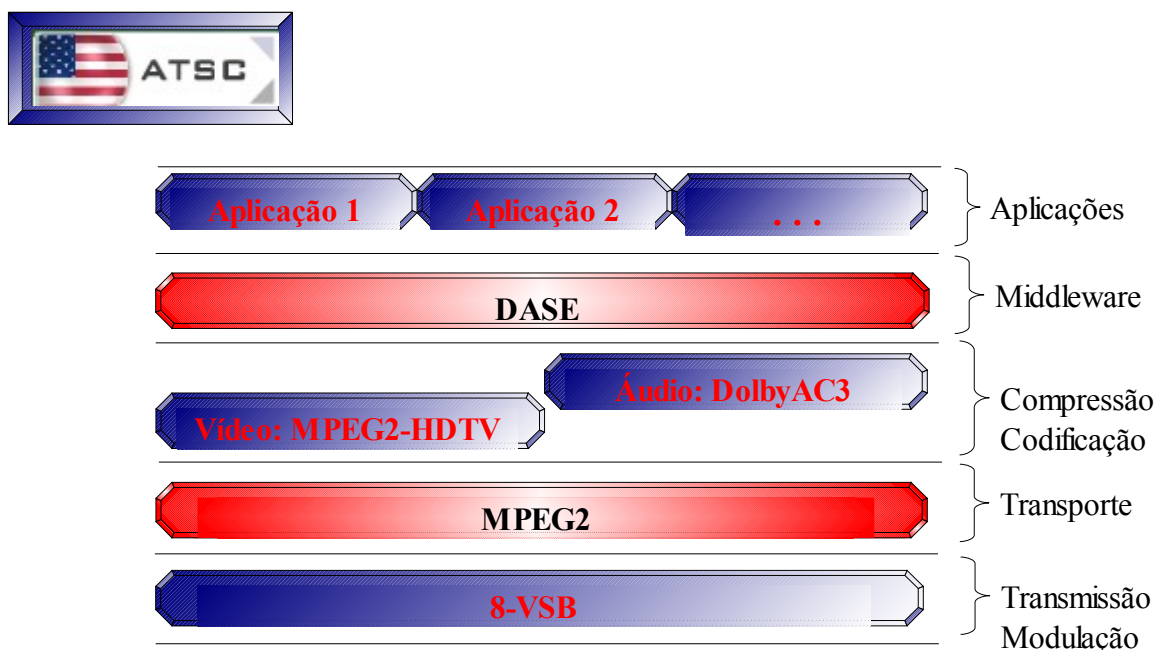 ATSC
Aplicação 1 Aplicação 2 . . . Aplicações
DASE Middleware
Áudio: DolbyAC3
Vídeo: MPEG2-HDTV
Compressão
Codificação
MPEG2 Transporte
8-VSB
Transmissão
Modulação